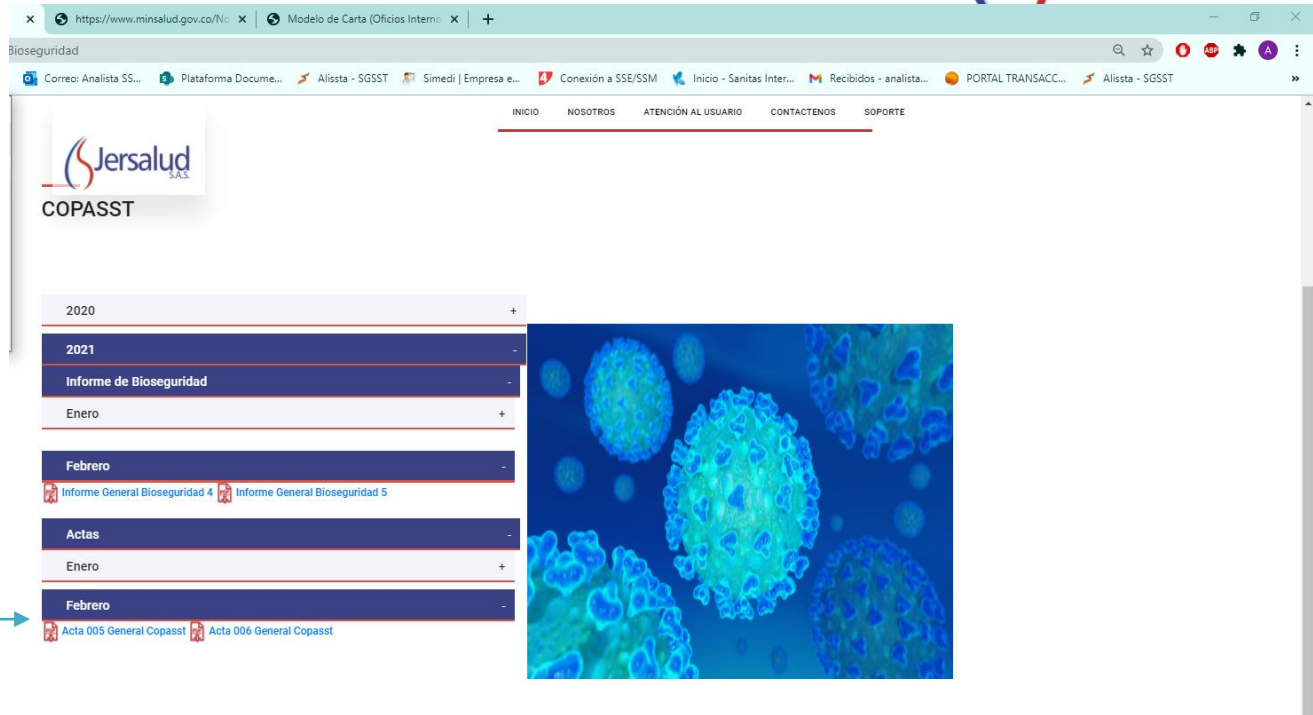 https://www.minsalud.gov.co/No
Modelo de Carta (Oficios Interno
Bioseguridad
Correo: Analista SS... Plataforma Docume... Alissta - SGSST Simedi | Empresa e... Conexión a SSE/SSM Inicio - Sanitas Inter... Recibidos - analista... PORTAL TRANSACC... Alissta - SGSST »
INICIO NOSOTROS ATENCIÓN AL USUARIO CONTACTENOS SOPORTE
Jersalud
S.A.S.
COPASST
2020 +
2021 -
Informe de Bioseguridad -
Enero +
Febrero -
Informe General Bioseguridad 4 Informe General Bioseguridad 5
Actas -
Enero +
Febrero -
Acta 005 General Copasst Acta 006 General Copasst